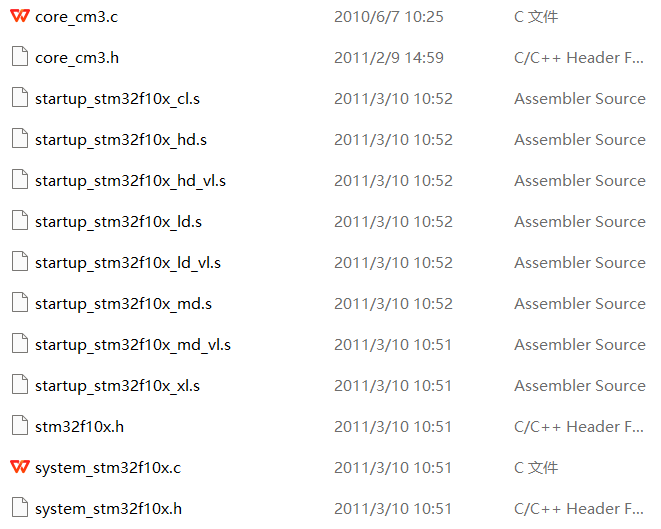 core_cm3.c 2010/6/7 10:25 C 文件
core_cm3.h 2011/2/9 14:59 C/C++ Header F...
startup_stm32f10x_cl.s 2011/3/10 10:52 Assembler Source
startup_stm32f10x_hd.s 2011/3/10 10:52 Assembler Source
startup_stm32f10x_hd_vl.s 2011/3/10 10:52 Assembler Source
startup_stm32f10x_ld.s 2011/3/10 10:52 Assembler Source
startup_stm32f10x_ld_vl.s 2011/3/10 10:52 Assembler Source
startup_stm32f10x_md.s 2011/3/10 10:52 Assembler Source
startup_stm32f10x_md_vl.s 2011/3/10 10:51 Assembler Source
startup_stm32f10x_xl.s 2011/3/10 10:51 Assembler Source
stm32f10x.h 2011/3/10 10:51 C/C++ Header F...
system_stm32f10x.c 2011/3/10 10:51 C 文件
system_stm32f10x.h 2011/3/10 10:51 C/C++ Header F...